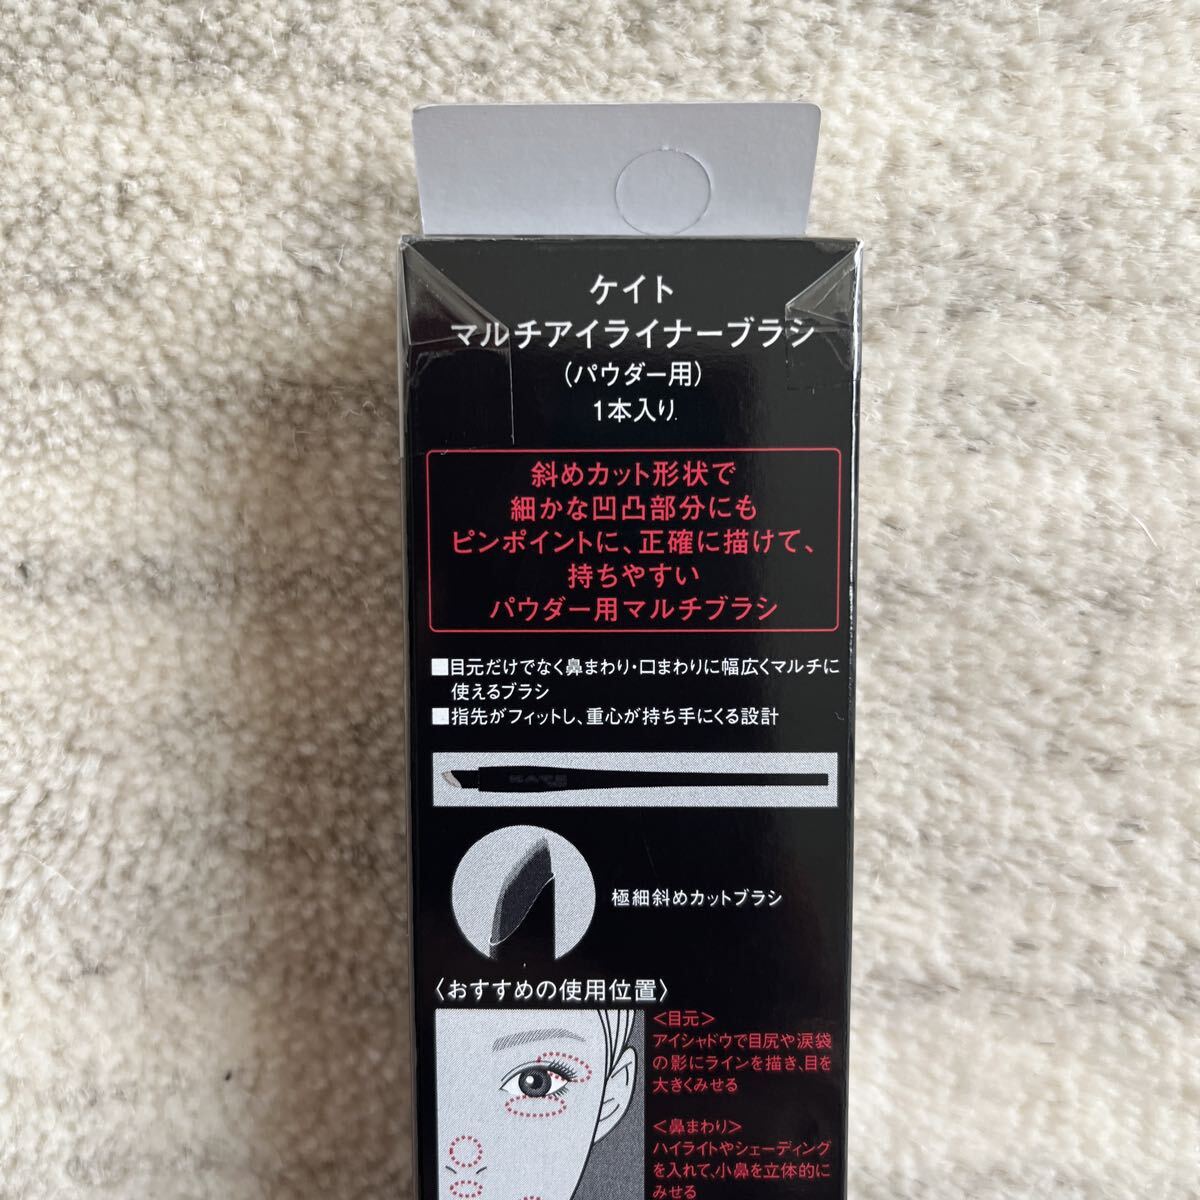 ケイト
マルチアイライナーブラシ
(パウダー用)
1本入り
斜めカット形状で
細かな凹凸部分にも
ピンポイントに、正確に描けて、
持ちやすい
パウダー用マルチブラシ
■目元だけでなく鼻まわり・口まわりに幅広くマルチに
使えるブラシ
■指先がフィットし、重心が持ち手にくる設計
KATE
極細斜めカットブラシ
〈おすすめの使用位置〉
<目元>
アイシャドウで目尻や涙袋
の影にラインを描き、目を
大きくみせる
<鼻まわり>
ハイライトやシェーディング
を入れて、小鼻を立体的に
みせる